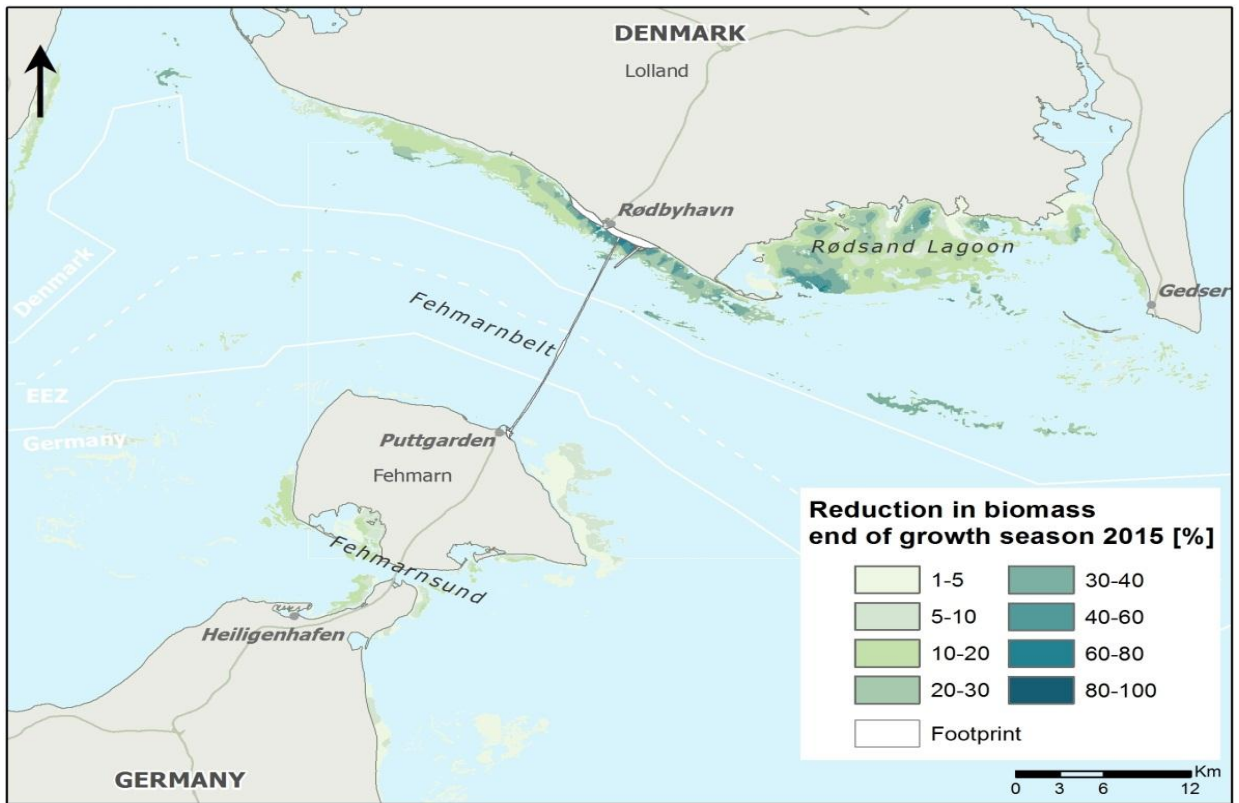 DENMARK
Lolland
Rødbyhavn
Rødsand Lagoon
Gedser
Denmark
Fehmarnbelt
EEZ
Germany
Puttgarden
Fehmarn
Fehmarnsund
Heiligenhafen
GERMANY
Reduction in biomass
end of growth season 2015 [%]
1-5
30-40
5-10
40-60
10-20
60-80
20-30
80-100
Footprint
Km
0 3 6 12